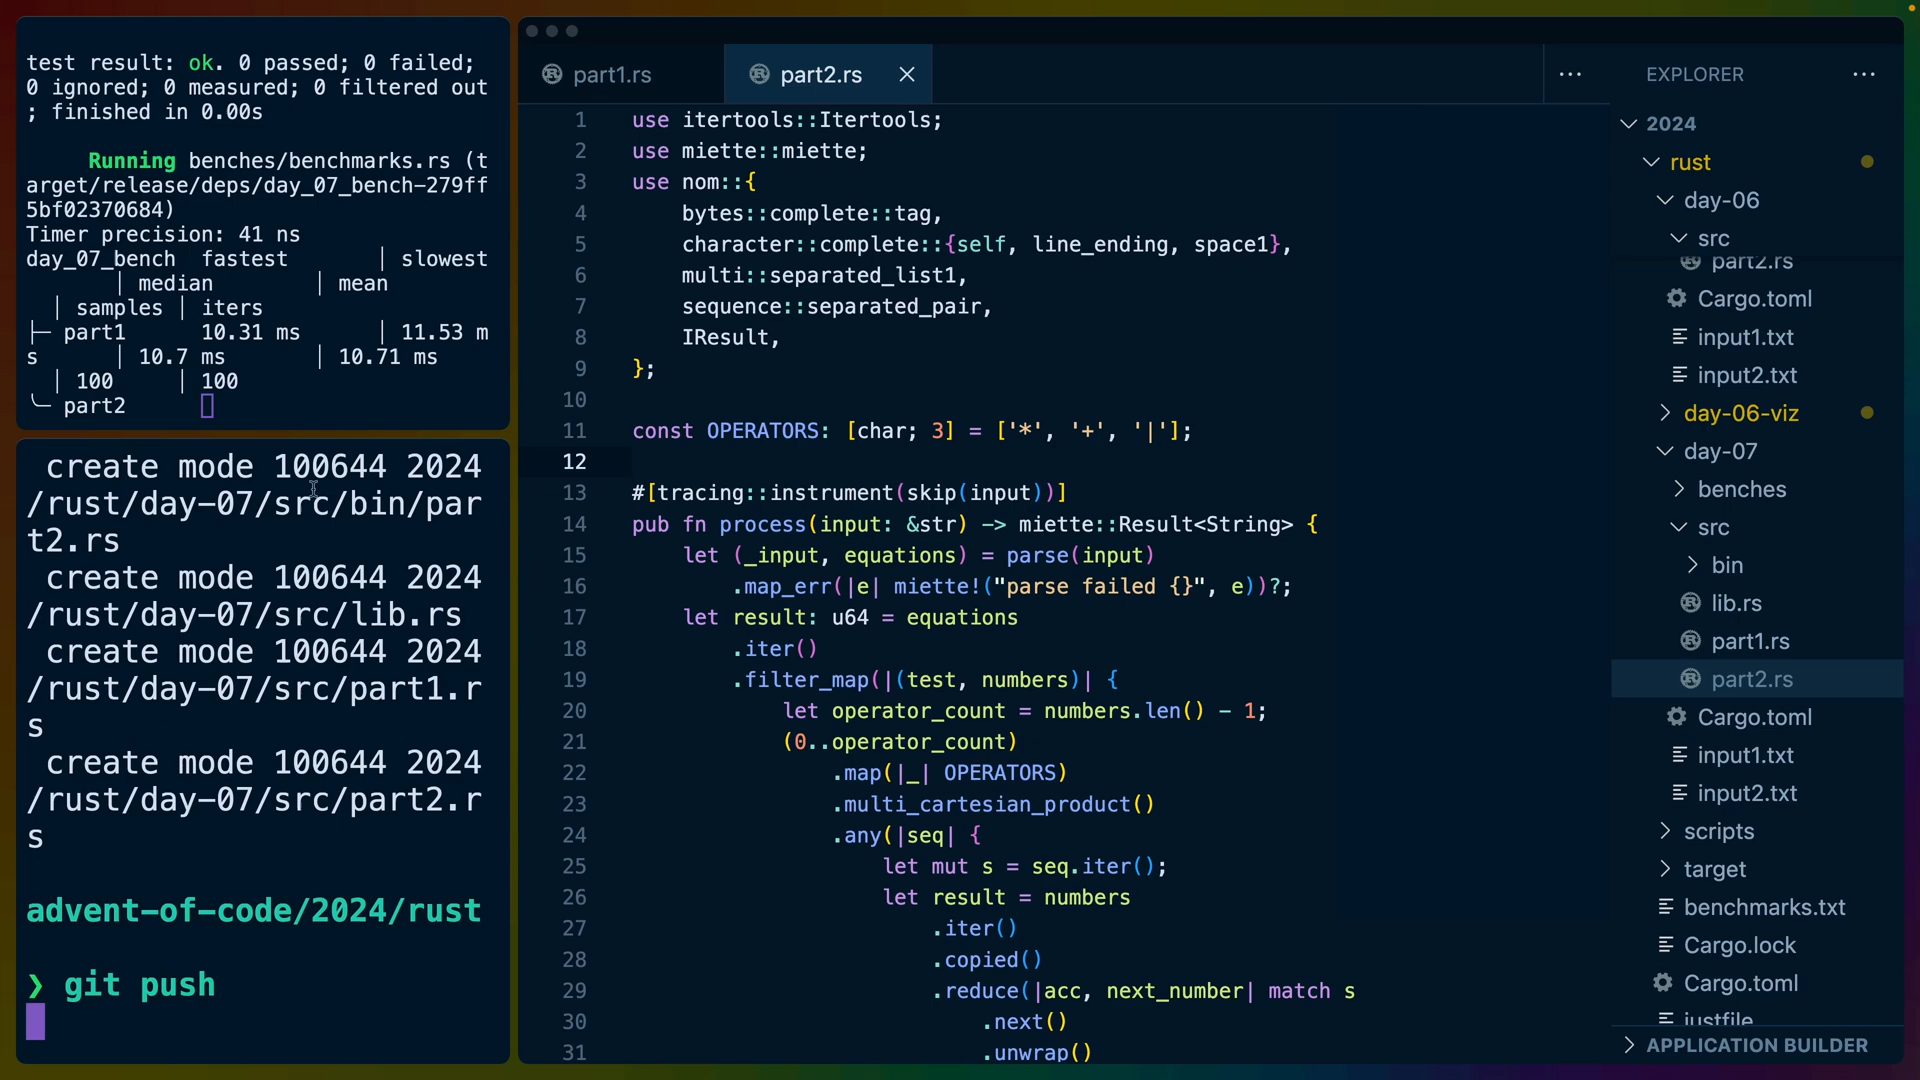 test result: ok. 0 passed; 0 failed;
0 ignored; 0 measured; 0 filtered out
; finished in 0.00s
Running benches/benchmarks.rs (t
arget/release/deps/day_07_bench-279ff
5bf02370684)
Timer precision: 41 ns
day_07_bench  fastest       │ slowest
│ median        │ mean
│ samples │ iters
├─ part1      10.31 ms      │ 11.53 m
s      │ 10.7 ms       │ 10.71 ms
│ 100     │ 100
╰─ part2
create mode 100644 2024
/rust/day-07/src/bin/par
t2.rs
create mode 100644 2024
/rust/day-07/src/lib.rs
create mode 100644 2024
/rust/day-07/src/part1.r
s
create mode 100644 2024
/rust/day-07/src/part2.r
s
advent-of-code/2024/rust
❯ git push
part1.rs
part2.rs
1 use itertools::Itertools;
2 use miette::miette;
3 use nom::{
4     bytes::complete::tag,
5     character::complete::{self, line_ending, space1},
6     multi::separated_list1,
7     sequence::separated_pair,
8     IResult,
9 };
10
11 const OPERATORS: [char; 3] = ['*', '+', '|'];
12
13 #[tracing::instrument(skip(input))]
14 pub fn process(input: &str) -> miette::Result<String> {
15     let (_input, equations) = parse(input)
16         .map_err(|e| miette!("parse failed {}", e))?;
17     let result: u64 = equations
18         .iter()
19         .filter_map(|(test, numbers)| {
20             let operator_count = numbers.len() - 1;
21             (0..operator_count)
22                 .map(|_| OPERATORS)
23                 .multi_cartesian_product()
24                 .any(|seq| {
25                     let mut s = seq.iter();
26                     let result = numbers
27                         .iter()
28                         .copied()
29                         .reduce(|acc, next_number| match s
30                             .next()
31                             .unwrap()
EXPLORER
2024
rust
day-06
src
part2.rs
Cargo.toml
input1.txt
input2.txt
day-06-viz
day-07
benches
src
bin
lib.rs
part1.rs
part2.rs
Cargo.toml
input1.txt
input2.txt
scripts
target
benchmarks.txt
Cargo.lock
Cargo.toml
justfile
APPLICATION BUILDER